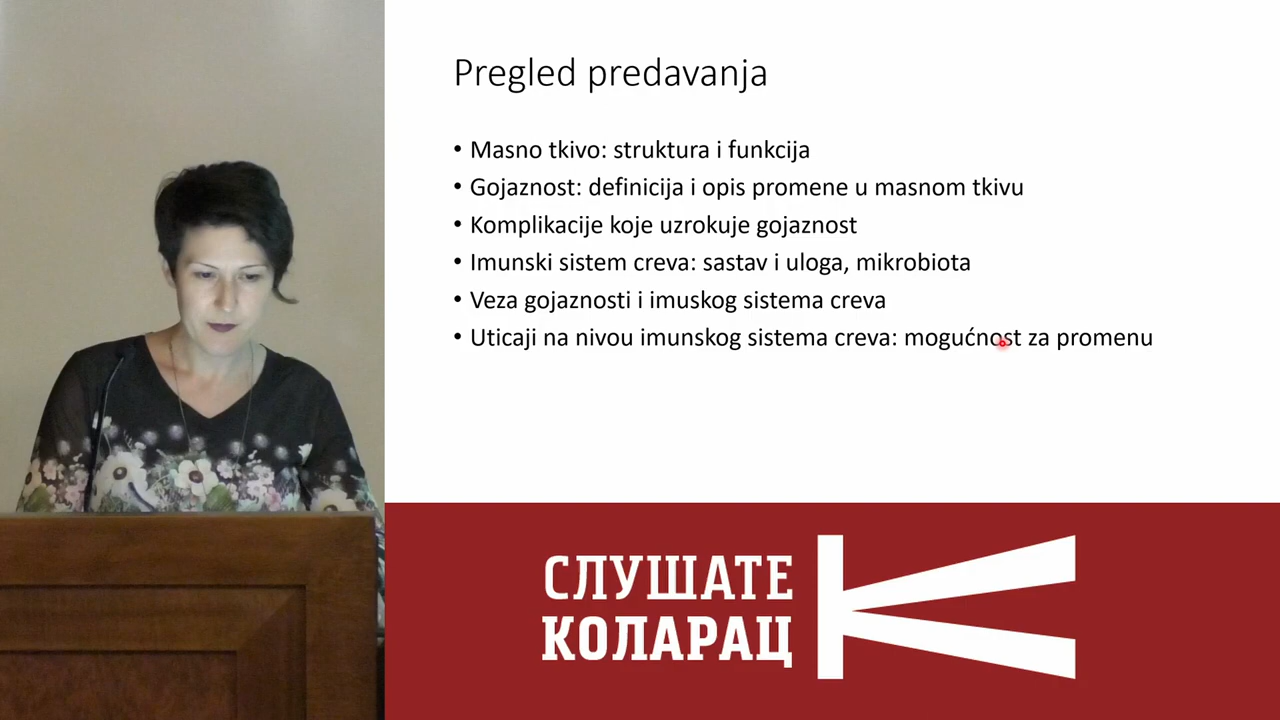 Pregled predavanja
• Masno tkivo: struktura i funkcija
• Gojaznost: definicija i opis promene u masnom tkivu
• Komplikacije koje uzrokuje gojaznost
• Imunski sistem creva: sastav i uloga, mikrobiota
• Veza gojaznosti i imuskog sistema creva
• Uticaji na nivou imunskog sistema creva: mogućnost za promenu
СЛУШАТЕ
КОЛАРАЦ